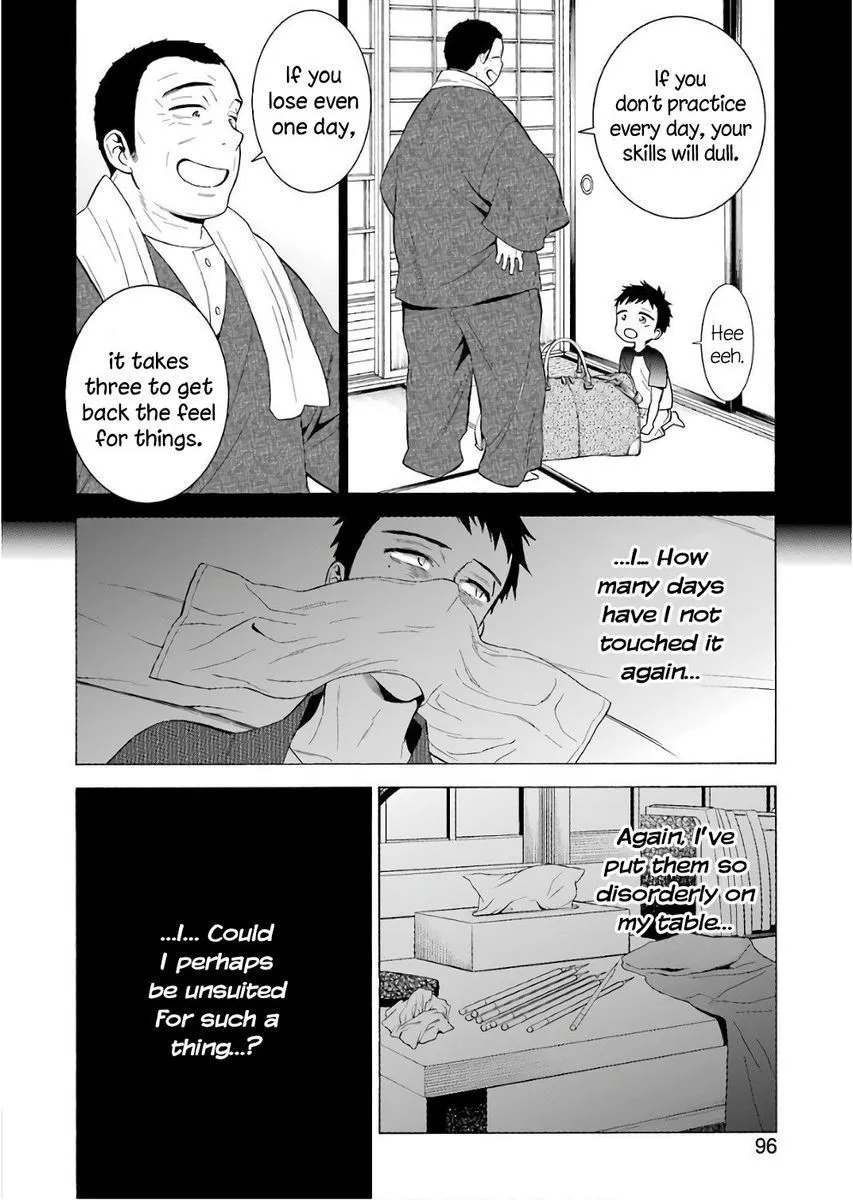 If you
don't practice
every day, your
skills will dull.
Hee
eeh.
If you
lose even
one day,
it takes
three to get
back the feel
for things.
...I... How
many days
have I not
touched it
again...
Again, I've
put them so
disorderly on
my table...
...I... Could
I perhaps
be unsuited
For such a
thing...?
96